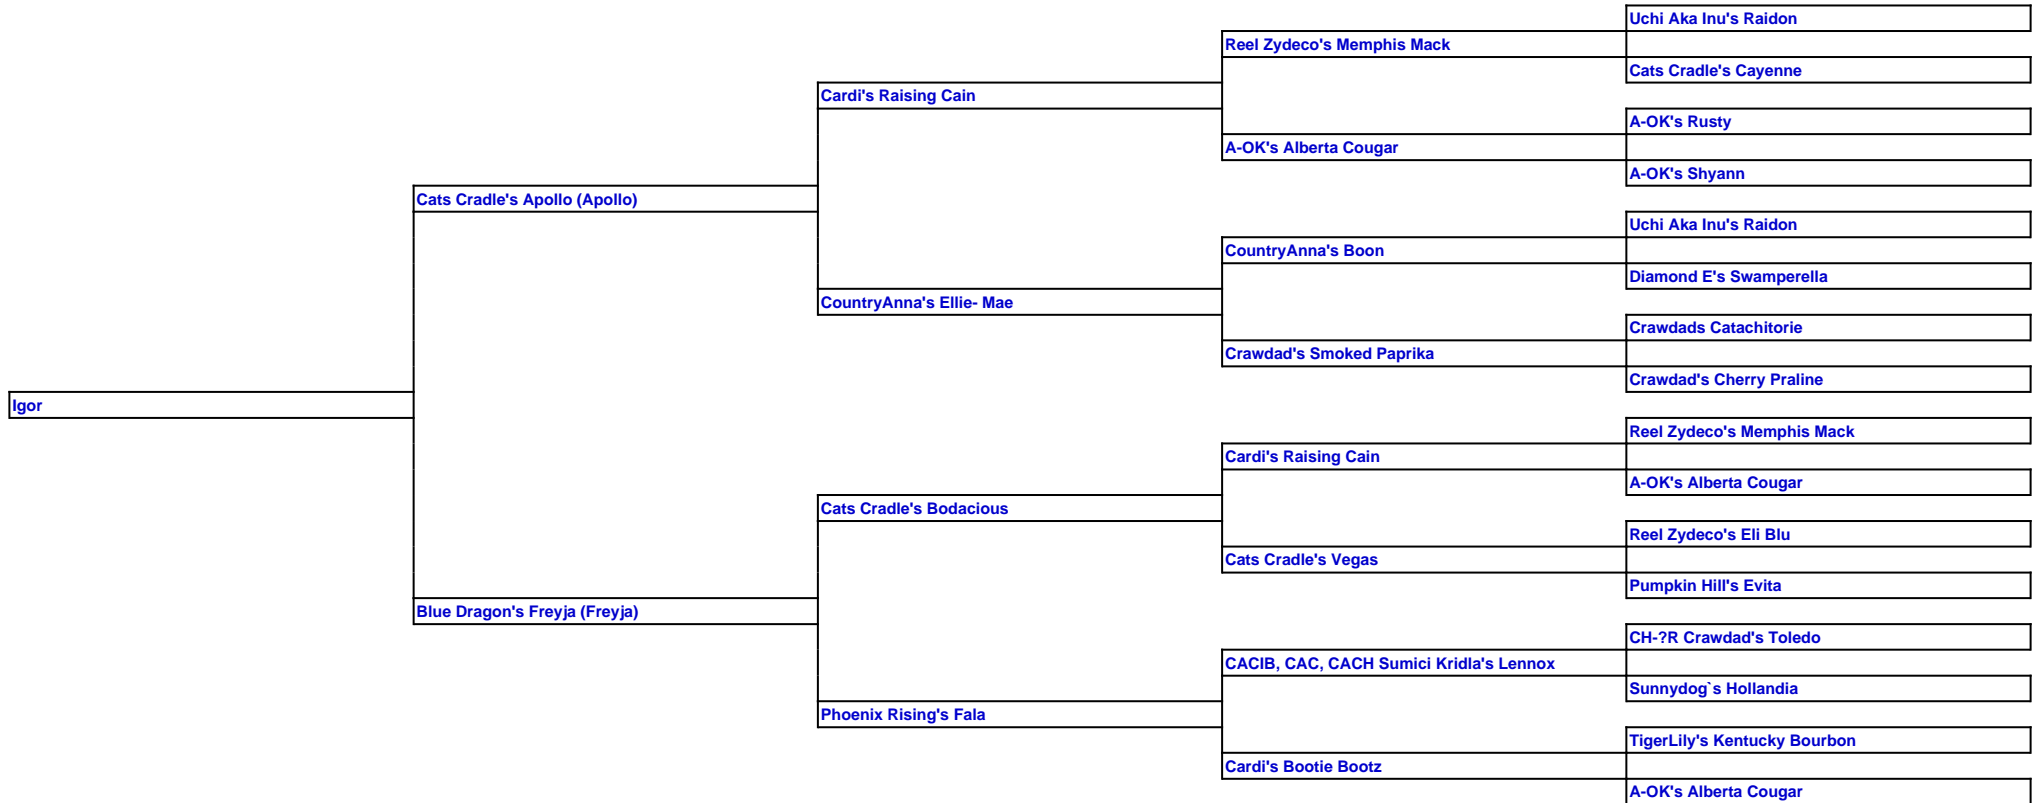 Uchi Aka Inu's Raidon
Reel Zydeco's Memphis Mack
Cats Cradle's Cayenne
Cardi's Raising Cain
A-OK's Rusty
A-OK's Alberta Cougar
A-OK's Shyann
Cats Cradle's Apollo (Apollo)
Uchi Aka Inu's Raidon
CountryAnna's Boon
Diamond E's Swamperella
CountryAnna's Ellie- Mae
Crawdads Catachitorie
Crawdad's Smoked Paprika
Crawdad's Cherry Praline
Igor
Reel Zydeco's Memphis Mack
Cardi's Raising Cain
A-OK's Alberta Cougar
Cats Cradle's Bodacious
Reel Zydeco's Eli Blu
Cats Cradle's Vegas
Pumpkin Hill's Evita
Blue Dragon's Freyja (Freyja)
CH-?R Crawdad's Toledo
CACIB, CAC, CACH Sumici Kridla's Lennox
Sunnydog`s Hollandia
Phoenix Rising's Fala
TigerLily's Kentucky Bourbon
Cardi's Bootie Bootz
A-OK's Alberta Cougar